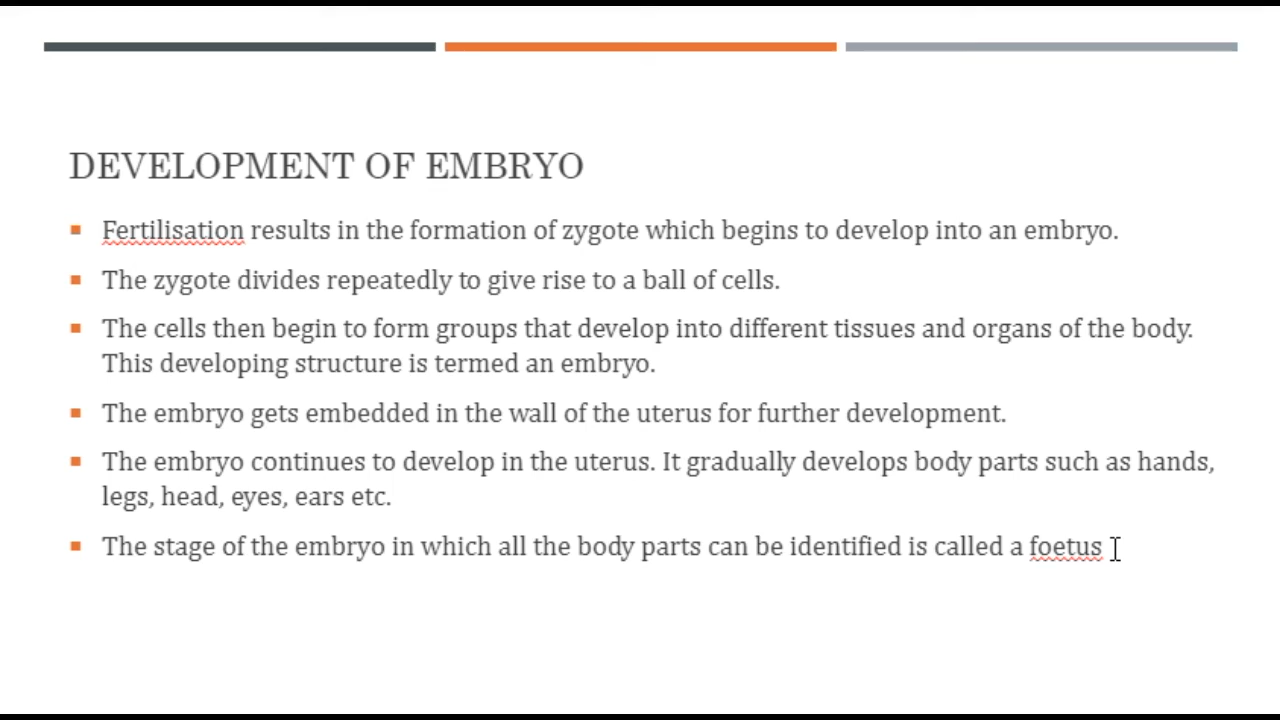 DEVELOPMENT OF EMBRYO
Fertilisation results in the formation of zygote which begins to develop into an embryo.
The zygote divides repeatedly to give rise to a ball of cells.
The cells then begin to form groups that develop into different tissues and organs of the body.
This developing structure is termed an embryo.
The embryo gets embedded in the wall of the uterus for further development.
The embryo continues to develop in the uterus. It gradually develops body parts such as hands,
legs, head, eyes, ears etc.
The stage of the embryo in which all the body parts can be identified is called a foetus